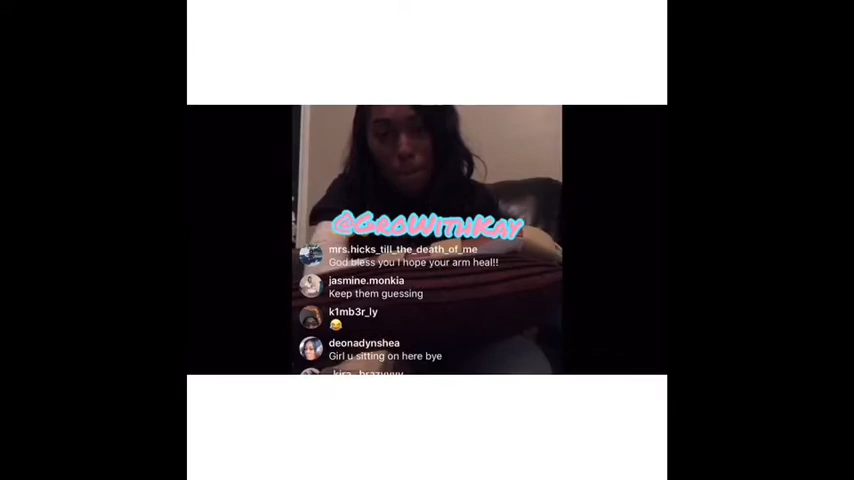 @GroWithKay
mrs.hicks_till_the_death_of_me
God bless you I hope your arm heal!!
jasmine.monkia
Keep them guessing
k1mb3r_ly
😂
deonadynshea
Girl u sitting on here bye